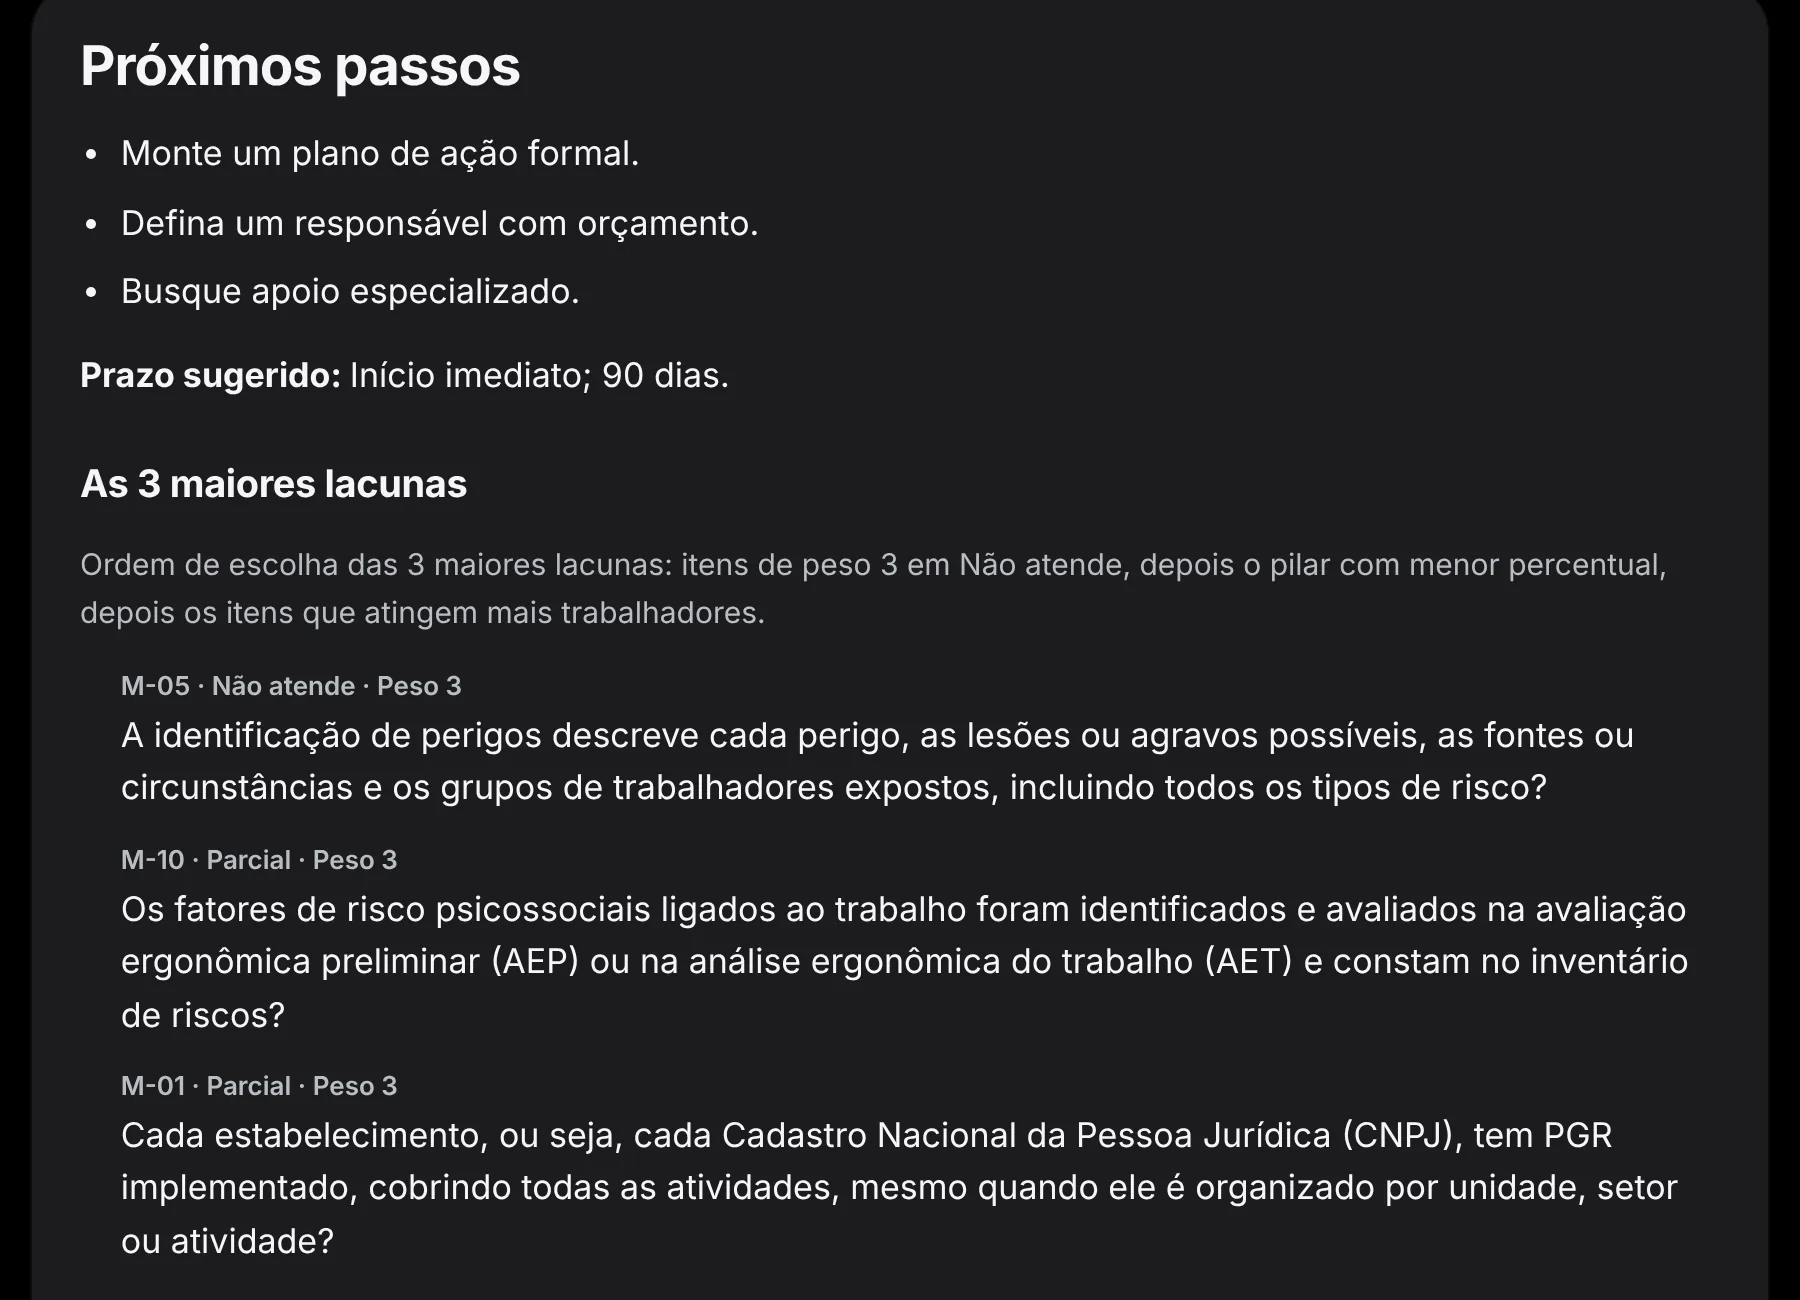 Próximos passos
• Monte um plano de ação formal.
• Defina um responsável com orçamento.
• Busque apoio especializado.
Prazo sugerido: Início imediato; 90 dias.
As 3 maiores lacunas
Ordem de escolha das 3 maiores lacunas: itens de peso 3 em Não atende, depois o pilar com menor percentual,
depois os itens que atingem mais trabalhadores.
M-05 · Não atende · Peso 3
A identificação de perigos descreve cada perigo, as lesões ou agravos possíveis, as fontes ou
circunstâncias e os grupos de trabalhadores expostos, incluindo todos os tipos de risco?
M-10 · Parcial · Peso 3
Os fatores de risco psicossociais ligados ao trabalho foram identificados e avaliados na avaliação
ergonômica preliminar (AEP) ou na análise ergonômica do trabalho (AET) e constam no inventário
de riscos?
M-01 · Parcial · Peso 3
Cada estabelecimento, ou seja, cada Cadastro Nacional da Pessoa Jurídica (CNPJ), tem PGR
implementado, cobrindo todas as atividades, mesmo quando ele é organizado por unidade, setor
ou atividade?